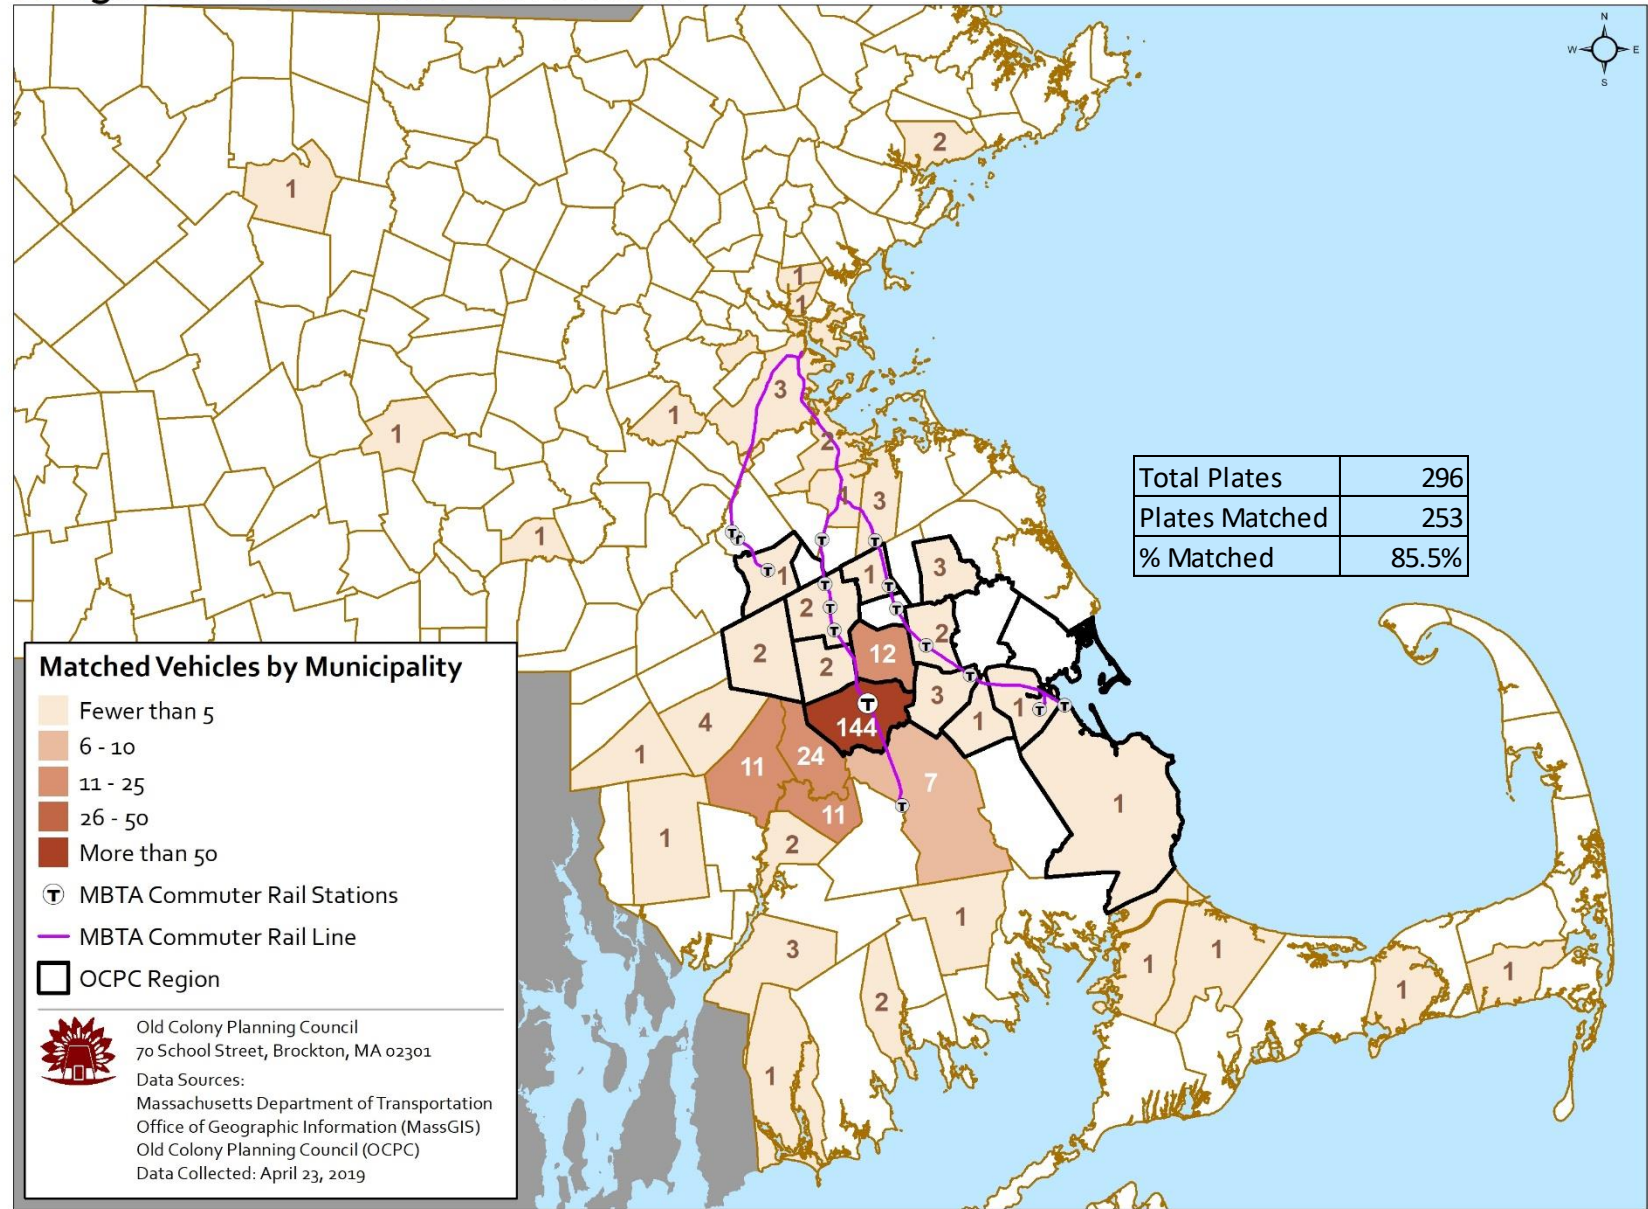 N
W E
S
2
1
1
1
3
1
2
1
1
3
1
Total Plates 296
Plates Matched 253
% Matched 85.5%
1
1
3
2
2
12
2
2
3
1
1
144
4
1
24
11
7
11
1
1
2
1
3
1
1
2
1
1
1
Matched Vehicles by Municipality
Fewer than 5
6 - 10
11 - 25
26 - 50
More than 50
T MBTA Commuter Rail Stations
MBTA Commuter Rail Line
OCPC Region
Old Colony Planning Council
70 School Street, Brockton, MA 02301
Data Sources:
Massachusetts Department of Transportation
Office of Geographic Information (MassGIS)
Old Colony Planning Council (OCPC)
Data Collected: April 23, 2019